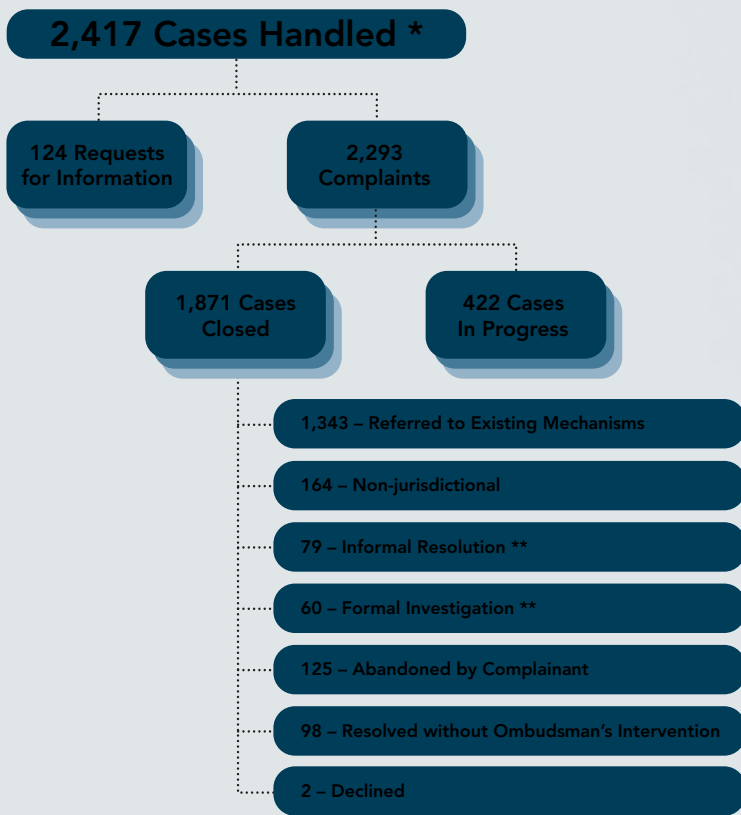 2,417 Cases Handled *
124 Requests
for Information
2,293
Complaints
1,871 Cases
Closed
422 Cases
In Progress
1,343 – Referred to Existing Mechanisms
164 – Non-jurisdictional
79 – Informal Resolution **
60 – Formal Investigation **
125 – Abandoned by Complainant
98 – Resolved without Ombudsman’s Intervention
2 – Declined